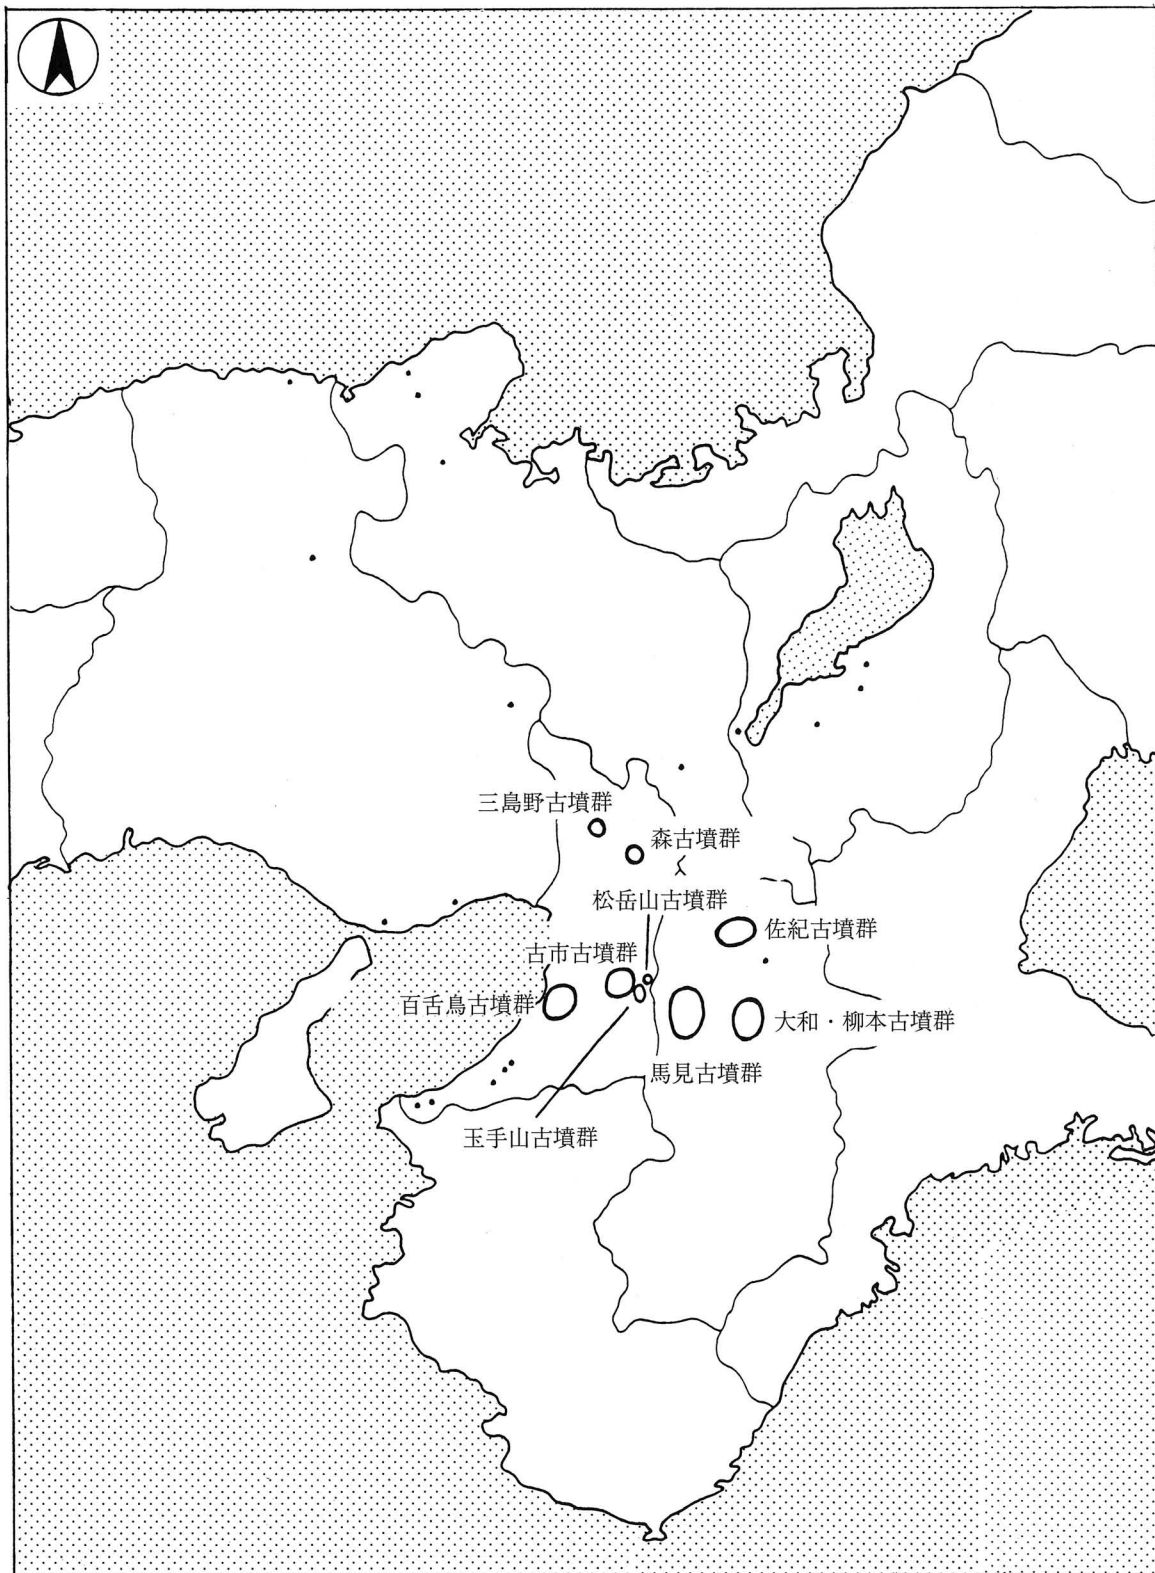 三島野古墳群
森古墳群
松岳山古墳群
佐紀古墳群
古市古墳群
百舌鳥古墳群
大和・柳本古墳群
馬見古墳群
玉手山古墳群